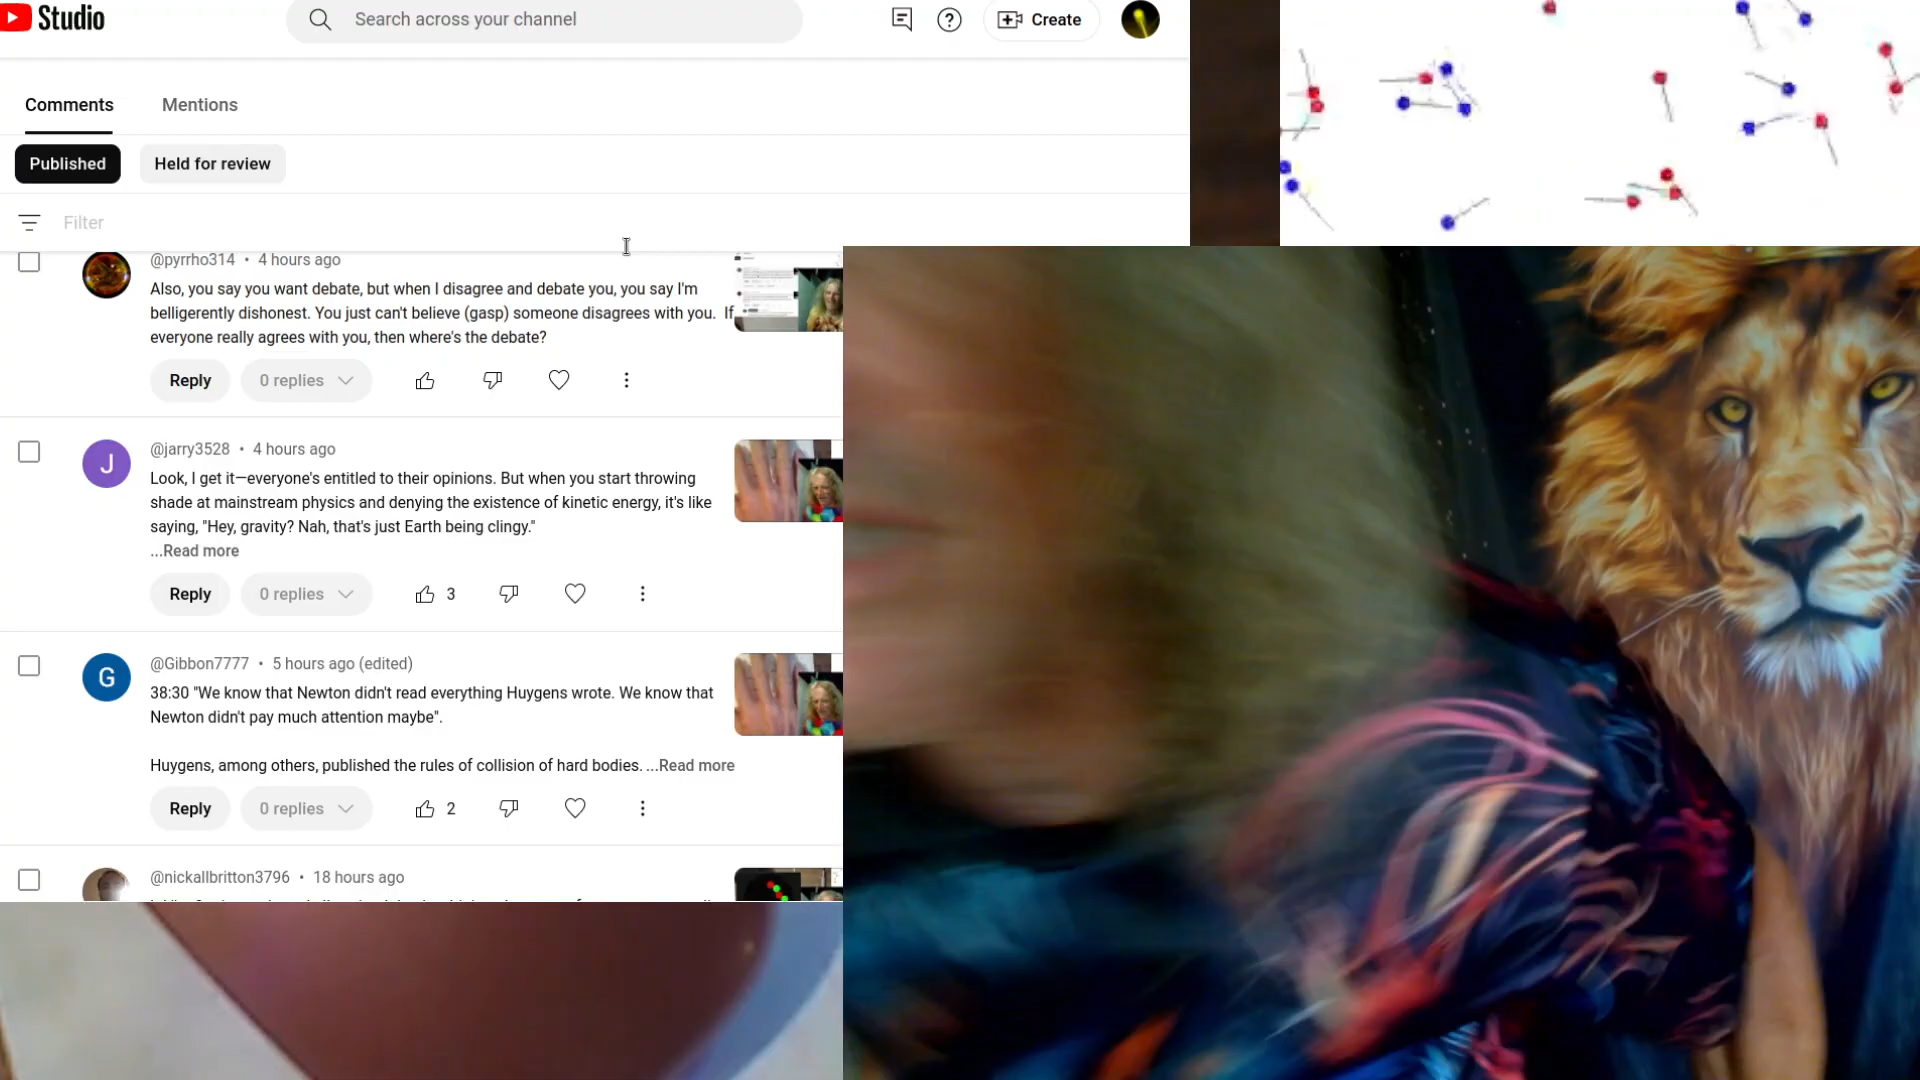 Studio
Search across your channel
Create
Comments
Mentions
Published
Held for review
Filter
@pyrrho314 • 4 hours ago
Also, you say you want debate, but when I disagree and debate you, you say I'm
belligerently dishonest. You just can't believe (gasp) someone disagrees with you. If
everyone really agrees with you, then where's the debate?
Reply
0 replies
J
@jarry3528 • 4 hours ago
Look, I get it—everyone's entitled to their opinions. But when you start throwing
shade at mainstream physics and denying the existence of kinetic energy, it's like
saying, "Hey, gravity? Nah, that's just Earth being clingy."
...Read more
Reply
0 replies
3
G
@Gibbon7777 • 5 hours ago (edited)
38:30 "We know that Newton didn't read everything Huygens wrote. We know that
Newton didn't pay much attention maybe".
Huygens, among others, published the rules of collision of hard bodies. ...Read more
Reply
0 replies
2
@nickallbritton3796 • 18 hours ago